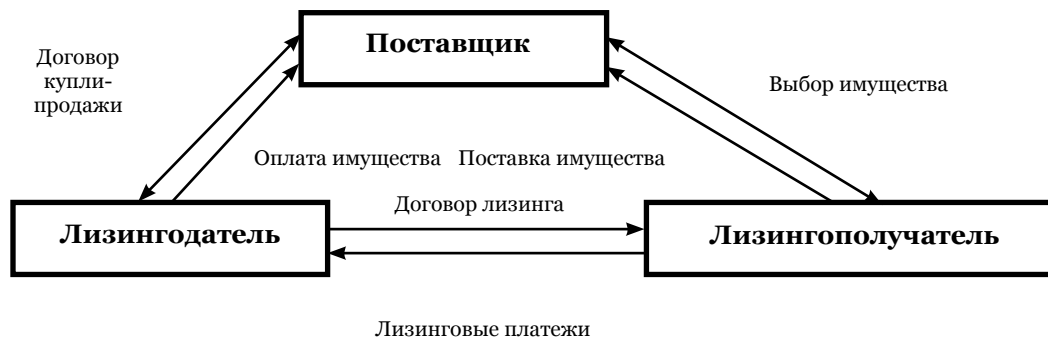 Поставщик
Договор
купли-
продажи
Выбор имущества
Оплата имущества Поставка имущества
Договор лизинга
Лизингодатель
Лизингополучатель
Лизинговые платежи